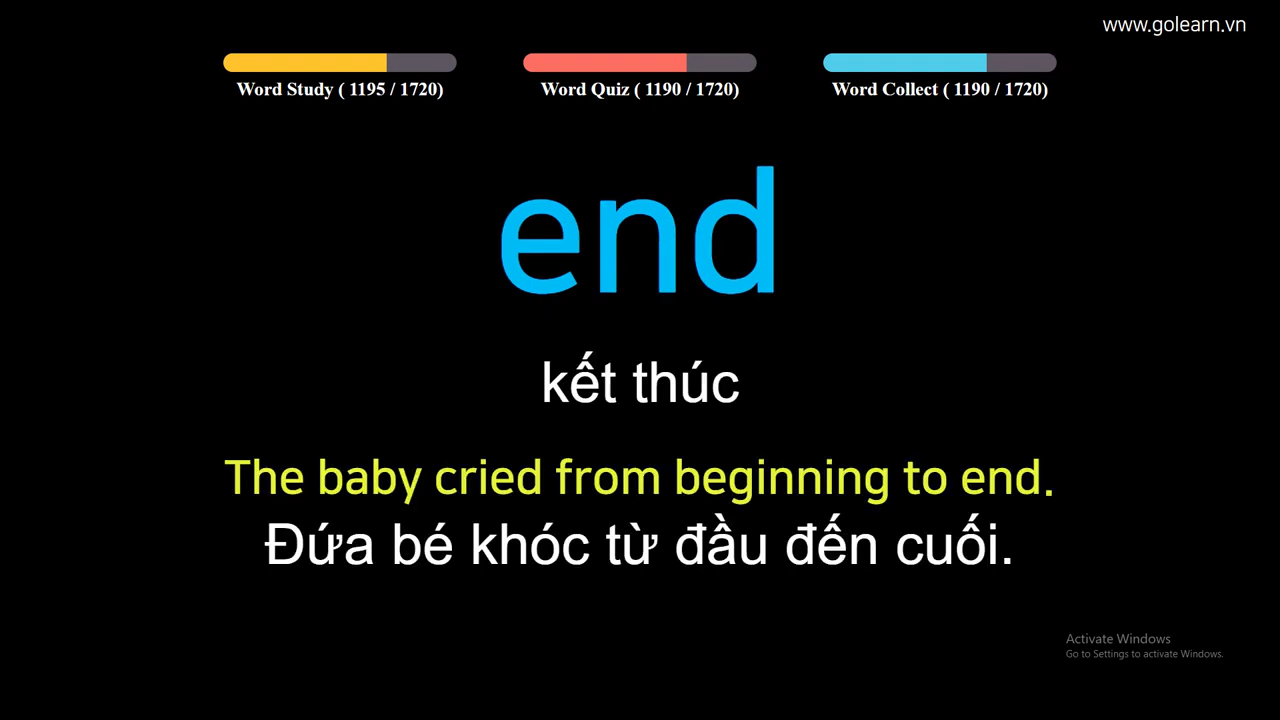 www.golearn.vn
Word Study ( 1195 / 1720)
Word Quiz ( 1190 / 1720)
Word Collect ( 1190 / 1720)
end
kết thúc
The baby cried from beginning to end.
Đứa bé khóc từ đầu đến cuối.
Activate Windows
Go to Settings to activate Windows.